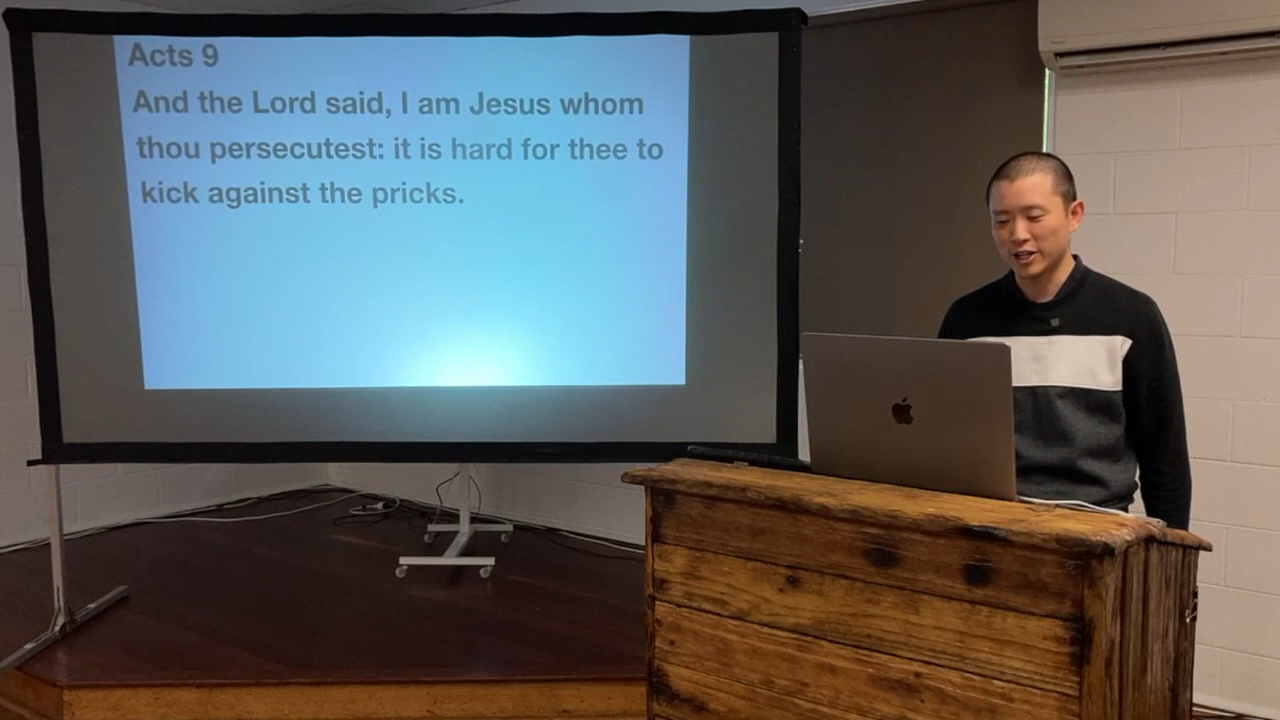 Acts 9
And the Lord said, I am Jesus whom
thou persecutest: it is hard for thee to
kick against the pricks.